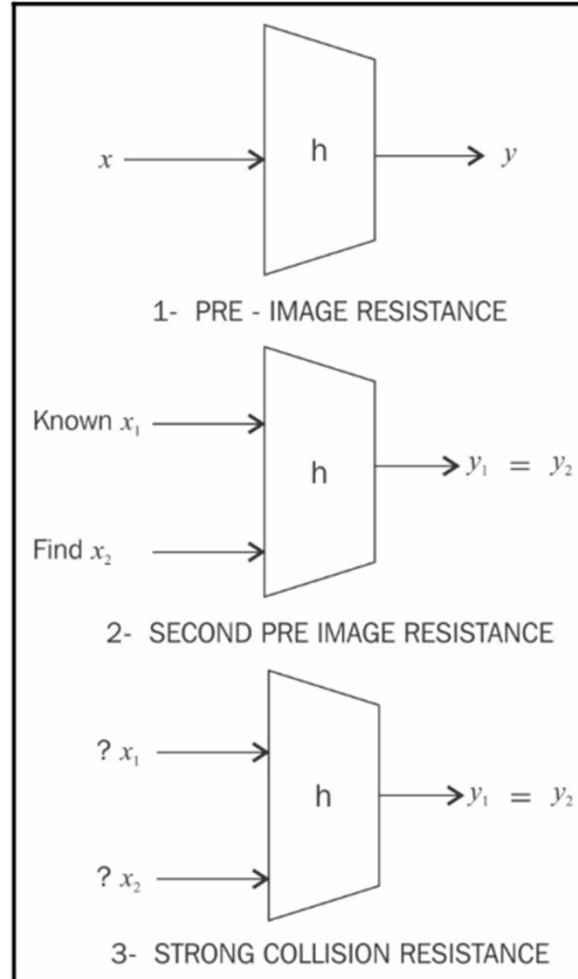 x h y
1- PRE - IMAGE RESISTANCE
Known x₁
h y₁ = y₂
Find x₂
2- SECOND PRE IMAGE RESISTANCE
? x₁
h y₁ = y₂
? x₂
3- STRONG COLLISION RESISTANCE